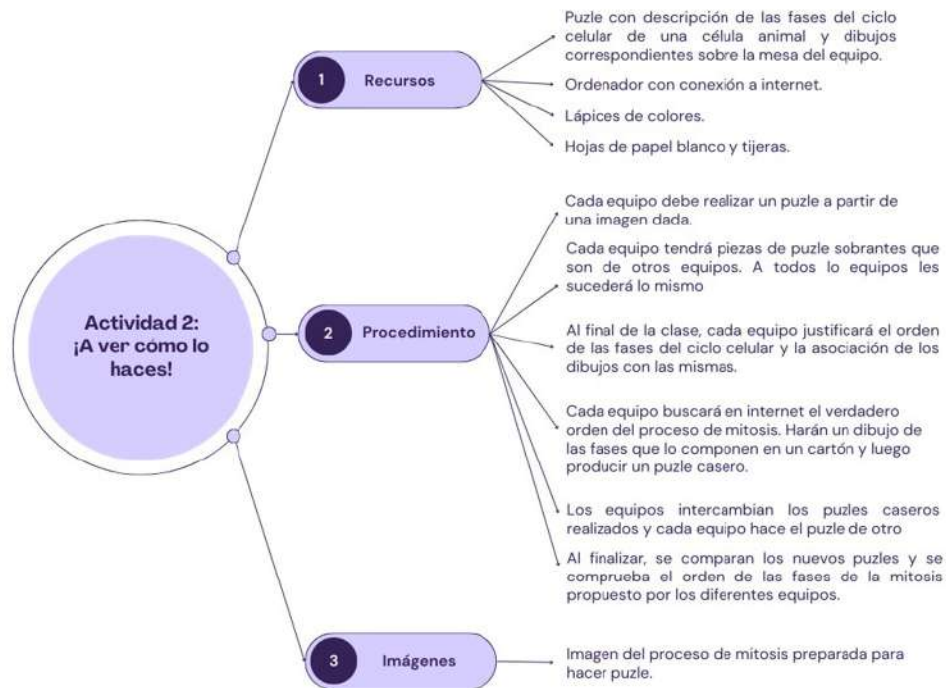 Actividad 2:
¡A ver cómo lo
haces!
1
Recursos
Puzle con descripción de las fases del ciclo
celular de una célula animal y dibujos
correspondientes sobre la mesa del equipo.
Ordenador con conexión a internet.
Lápices de colores.
Hojas de papel blanco y tijeras.
2
Procedimiento
Cada equipo debe realizar un puzle a partir de
una imagen dada.
Cada equipo tendrá piezas de puzle sobrantes que
son de otros equipos. A todos lo equipos les
sucederá lo mismo
Al final de la clase, cada equipo justificará el orden
de las fases del ciclo celular y la asociación de los
dibujos con las mismas.
Cada equipo buscará en internet el verdadero
orden del proceso de mitosis. Harán un dibujo de
las fases que lo componen en un cartón y luego
producir un puzle casero.
Los equipos intercambian los puzles caseros
realizados y cada equipo hace el puzle de otro
Al finalizar, se comparan los nuevos puzles y se
comprueba el orden de las fases de la mitosis
propuesto por los diferentes equipos.
3
Imágenes
Imagen del proceso de mitosis preparada para
hacer puzle.